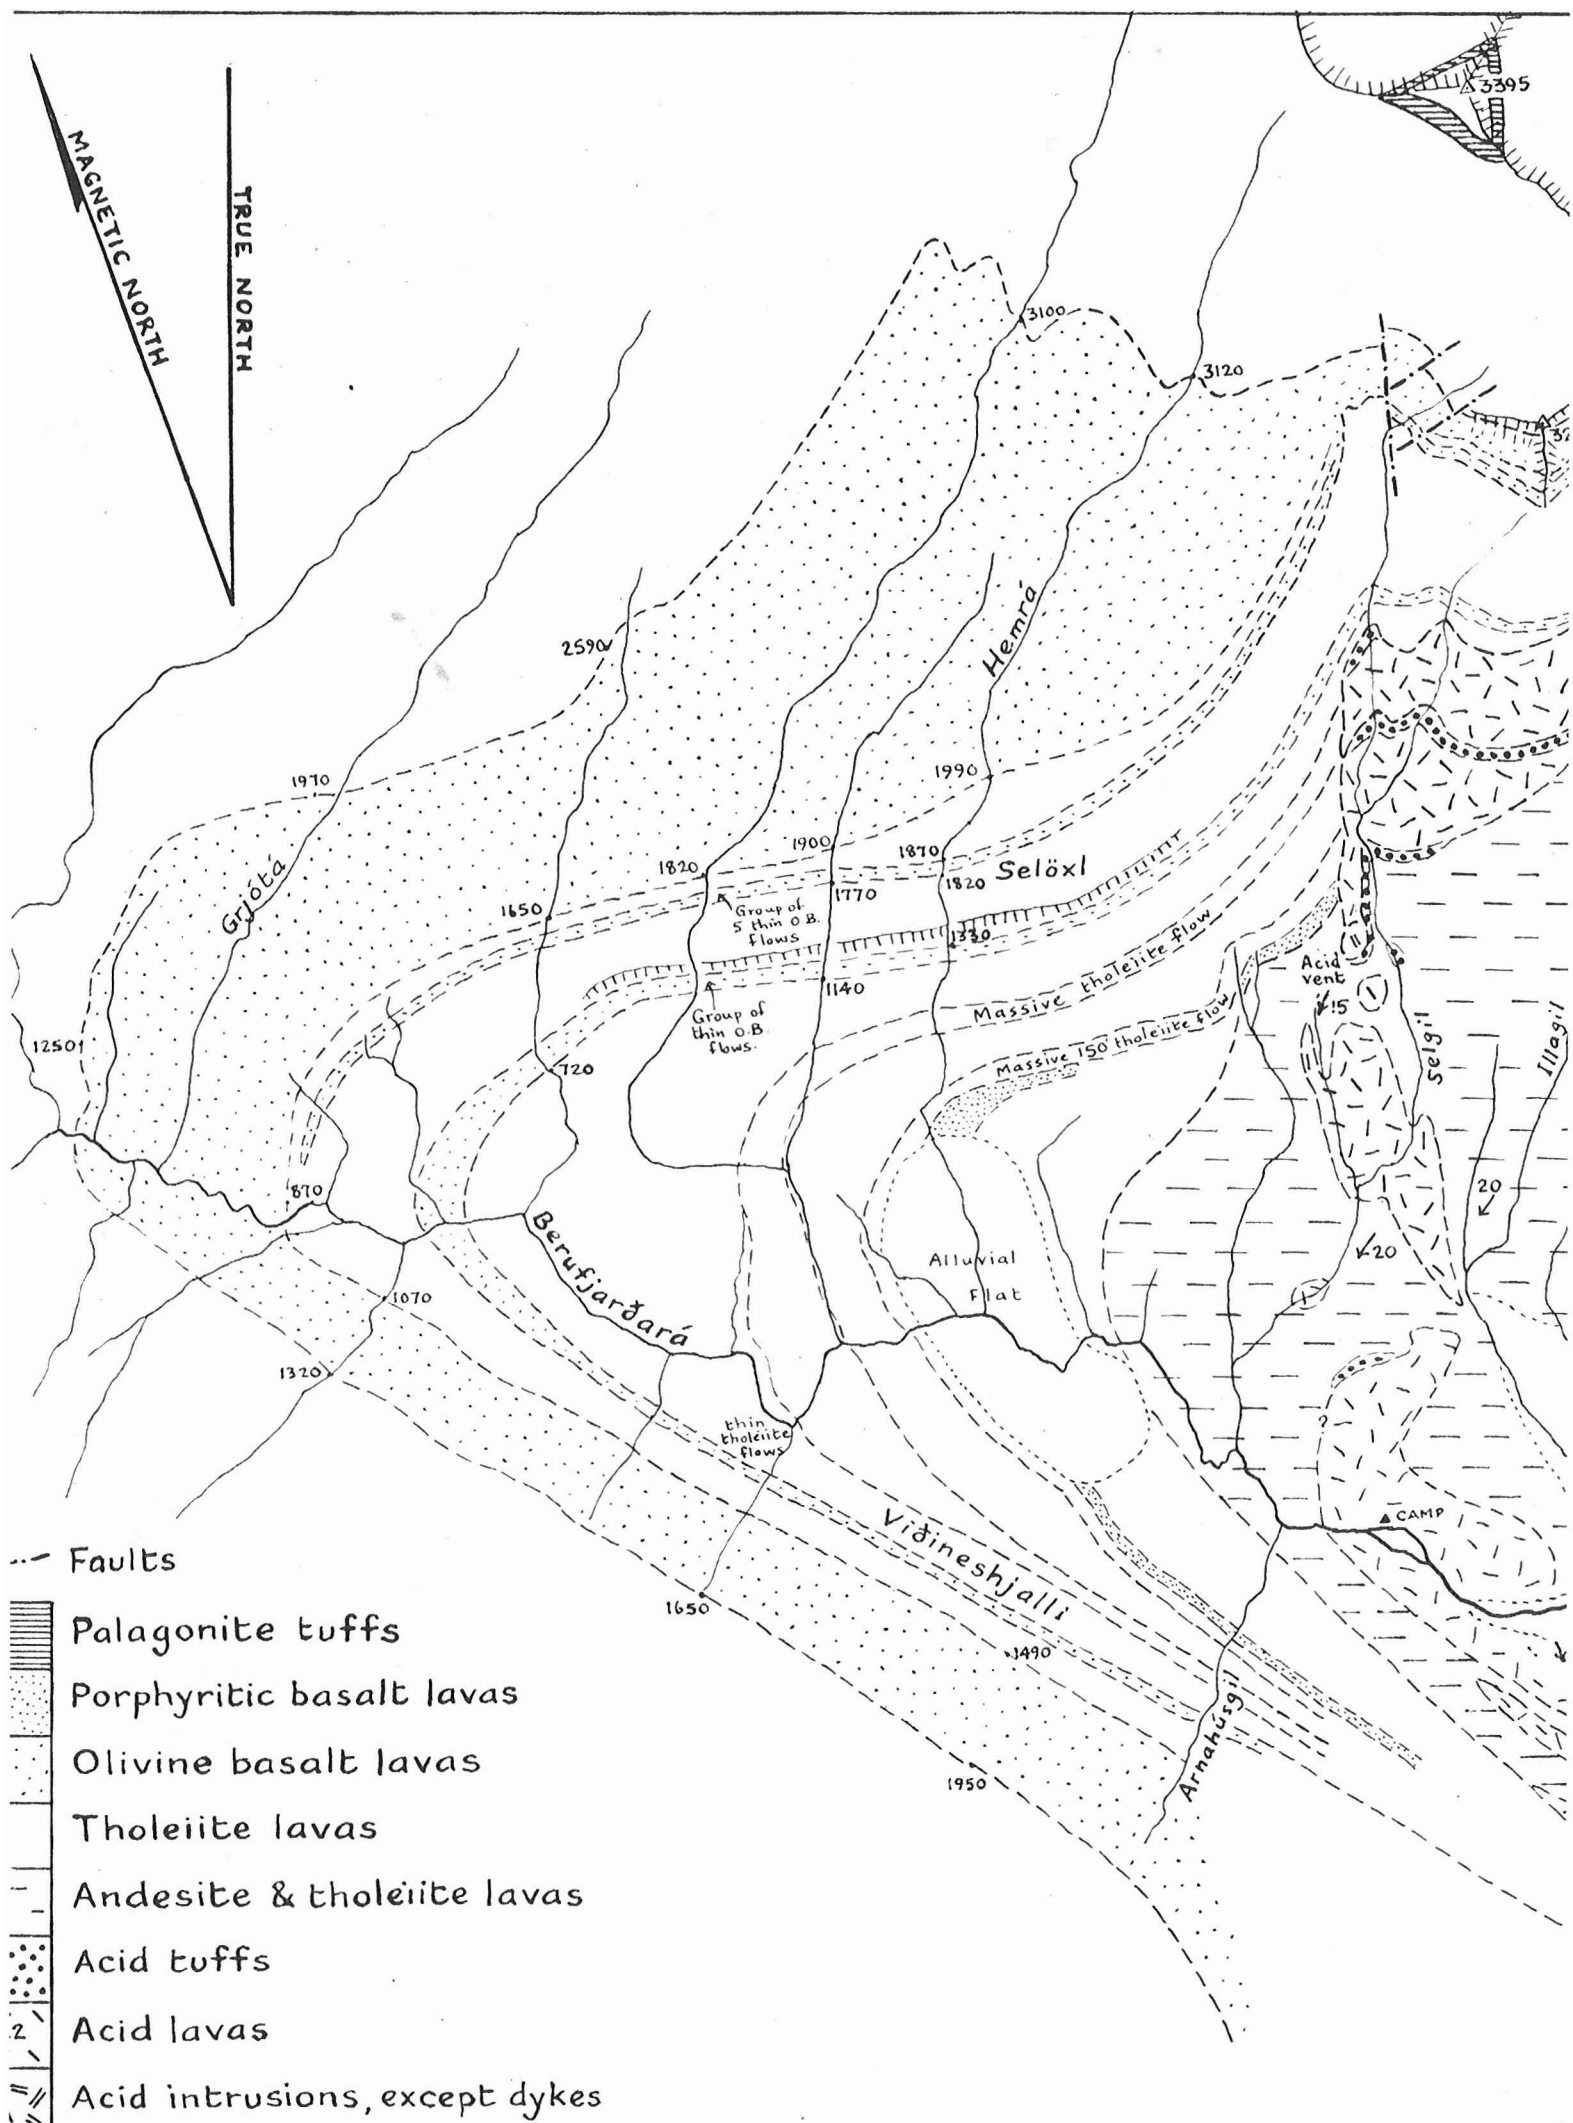 MAGNETIC NORTH
TRUE NORTH
3395
3100
3120
2590
Hemrá
1970
1990
Grjótá
1900
1870
1820
1820
Selöxl
1770
1650
Group of
5 thin O.B.
flows
1330
1140
Acid
vent
15
Massive tholeiite flow
Group of
thin O.B.
flows.
1250
720
Massive 150' tholeiite flow
Selgil
Illagil
870
20
20
Berufjarðará
Alluvial
Flat
1070
1320
thin
tholeiite
flows
?
CAMP
Viðineshjalli
1650
1490
Arnahúsgil
1950
Faults
Palagonite tuffs
Porphyritic basalt lavas
Olivine basalt lavas
Tholeiite lavas
Andesite & tholeiite lavas
Acid tuffs
Acid lavas
Acid intrusions, except dykes